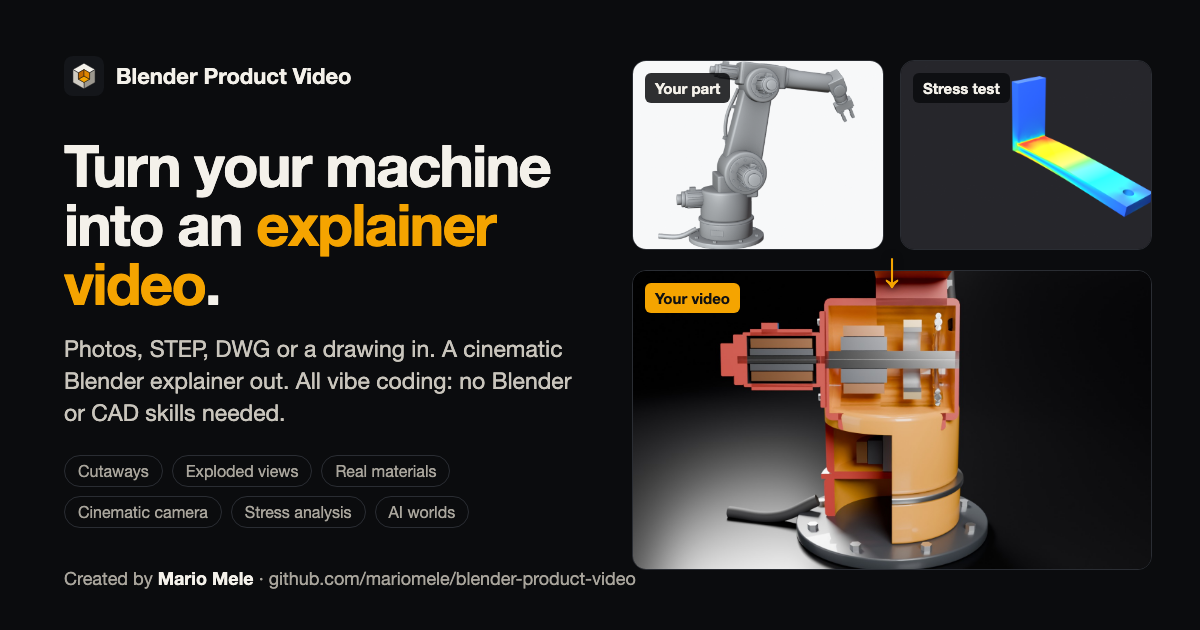 Blender Product Video
Turn your machine
into an explainer
video.
Photos, STEP, DWG or a drawing in. A cinematic
Blender explainer out. All vibe coding: no Blender
or CAD skills needed.
Cutaways
Exploded views
Real materials
Cinematic camera
Stress analysis
AI worlds
Created by Mario Mele · github.com/mariomele/blender-product-video
Your part
Stress test
Your video